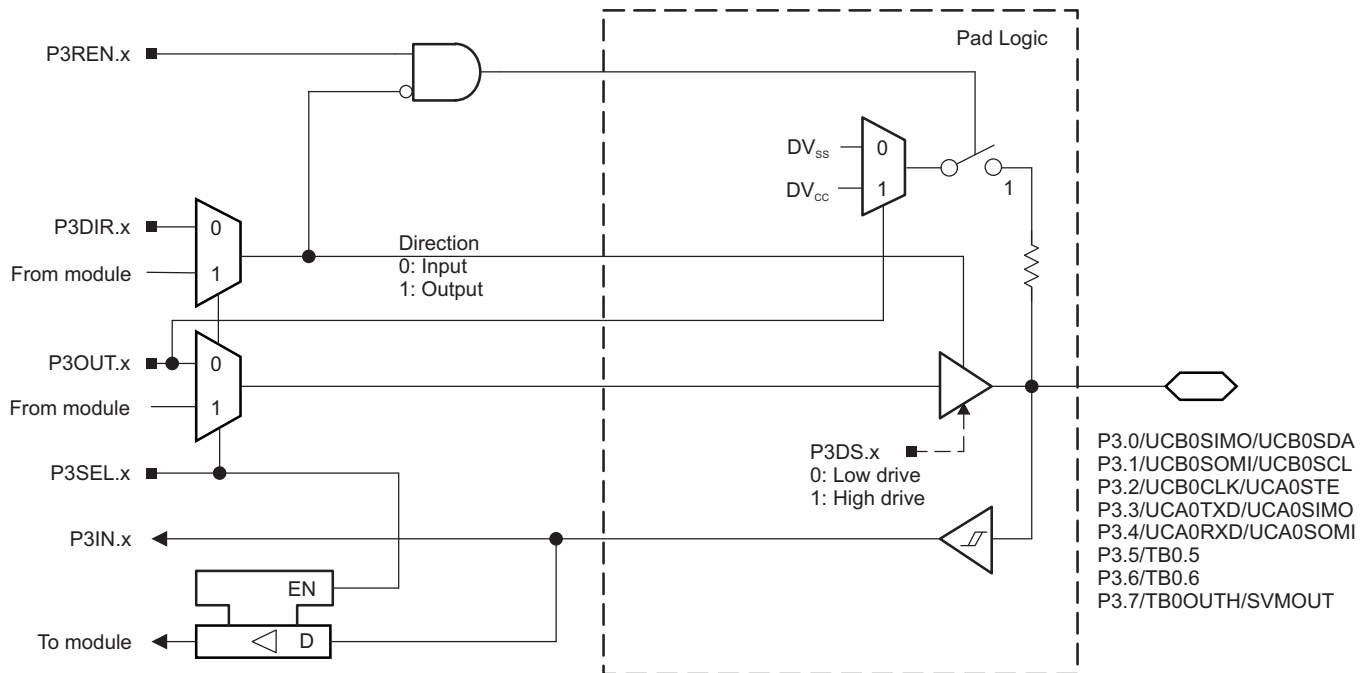 Pad Logic
P3REN.x
DVSS
0
DVCC
1
1
P3DIR.x
0
From module
1
Direction
0: Input
1: Output
P3OUT.x
0
From module
1
P3SEL.x
P3DS.x
0: Low drive
1: High drive
P3IN.x
EN
To module
D
P3.0/UCB0SIMO/UCB0SDA
P3.1/UCB0SOMI/UCB0SCL
P3.2/UCB0CLK/UCA0STE
P3.3/UCA0TXD/UCA0SIMO
P3.4/UCA0RXD/UCA0SOMI
P3.5/TB0.5
P3.6/TB0.6
P3.7/TB0OUTH/SVMOUT